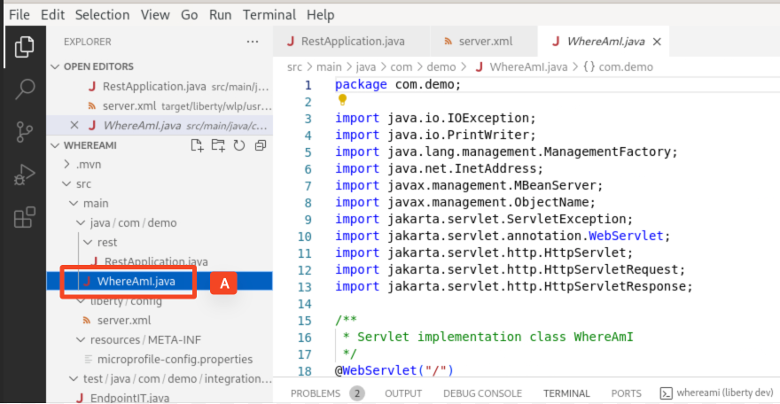 File Edit Selection View Go Run Terminal Help
EXPLORER ...
OPEN EDITORS
J RestApplication.java src/main/j...
server.xml target/liberty/wlp/usr...
× J WhereAmI.java src/main/java/c...
WHEREAMI
.mvn
src
main
java / com / demo
rest
J RestApplication.java
J WhereAmI.java
A
liberty / config
server.xml
resources / META-INF
microprofile-config.properties
test / java / com / demo / integration...
J EndpointIT.java
J RestApplication.java server.xml J WhereAmI.java ×
src > main > java > com > demo > J WhereAmI.java > {} com.demo
1 package com.demo;
2
3 import java.io.IOException;
4 import java.io.PrintWriter;
5 import java.lang.management.ManagementFactory;
6 import java.net.InetAddress;
7 import javax.management.MBeanServer;
8 import javax.management.ObjectName;
9 import jakarta.servlet.ServletException;
10 import jakarta.servlet.annotation.WebServlet;
11 import jakarta.servlet.http.HttpServlet;
12 import jakarta.servlet.http.HttpServletRequest;
13 import jakarta.servlet.http.HttpServletResponse;
14
15 /**
16 * Servlet implementation class WhereAmI
17 */
18 @WebServlet("/")
PROBLEMS 2 OUTPUT DEBUG CONSOLE TERMINAL PORTS whereami (liberty dev)